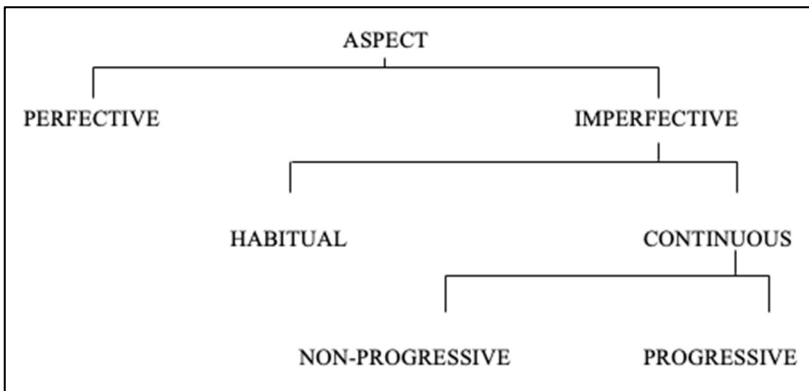 ASPECT
PERFECTIVE IMPERFECTIVE
HABITUAL CONTINUOUS
NON-PROGRESSIVE PROGRESSIVE